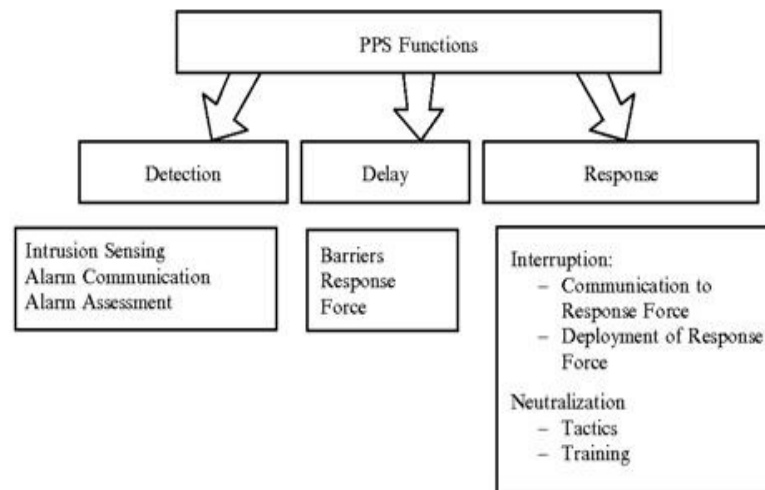 PPS Functions
Detection
Delay
Response
Intrusion Sensing
Alarm Communication
Alarm Assessment
Barriers
Response
Force
Interruption:
– Communication to
Response Force
– Deployment of Response
Force
Neutralization
– Tactics
– Training